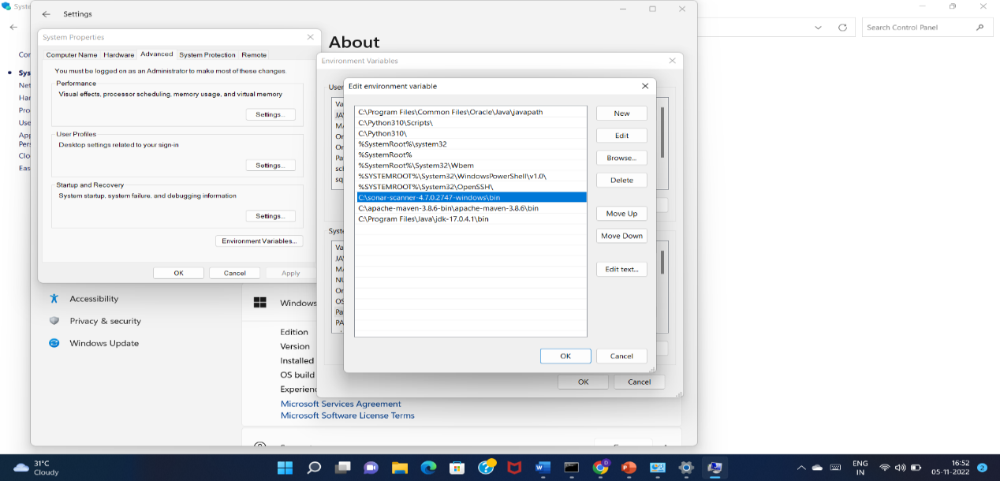 Syste
Settings
Search Control Panel
System Properties
About
Environment Variables
Computer Name Hardware Advanced System Protection Remote
You must be logged on as an Administrator to make most of these changes.
Performance
Visual effects, processor scheduling, memory usage, and virtual memory
Settings...
User Profiles
Desktop settings related to your sign-in
Settings...
Startup and Recovery
System startup, system failure, and debugging information
Settings...
Environment Variables...
OK Cancel Apply
Cor
Sys
Net
Har
Pro
Use
App
Pers
Clo
Eas
Accessibility
Privacy & security
Windows Update
Windows
Edition
Version
Installed
OS build
Experienc
Microsoft Services Agreement
Microsoft Software License Terms
User
Va
JA
MA
On
On
Pa
sq
Syste
Va
JA
MA
NU
On
OS
Pa
PA
OK Cancel
Edit environment variable
C:\Program Files\Common Files\Oracle\Java\javapath
C:\Python310\Scripts\
C:\Python310\
%SystemRoot%\system32
%SystemRoot%
%SystemRoot%\System32\Wbem
%SYSTEMROOT%\System32\WindowsPowerShell\v1.0\
%SYSTEMROOT%\System32\OpenSSH\
C:\sonar-scanner-4.7.0.2747-windows\bin
C:\apache-maven-3.8.6-bin\apache-maven-3.8.6\bin
C:\Program Files\Java\jdk-17.0.4.1\bin
New
Edit
Browse...
Delete
Move Up
Move Down
Edit text...
OK Cancel
31°C
Cloudy
ENG
IN
16:52
05-11-2022
2